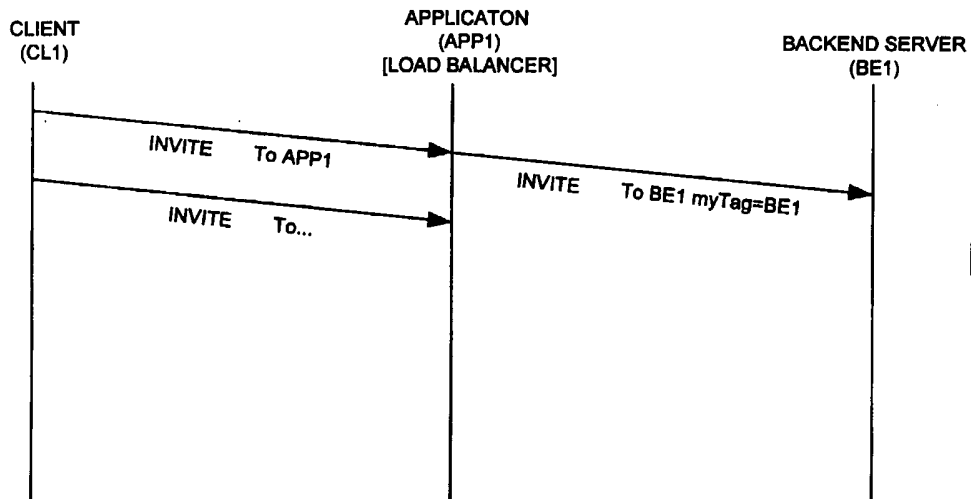 CLIENT
(CL1)
APPLICATON
(APP1)
[LOAD BALANCER]
BACKEND SERVER
(BE1)
INVITE To APP1
INVITE To BE1 myTag=BE1
INVITE To...